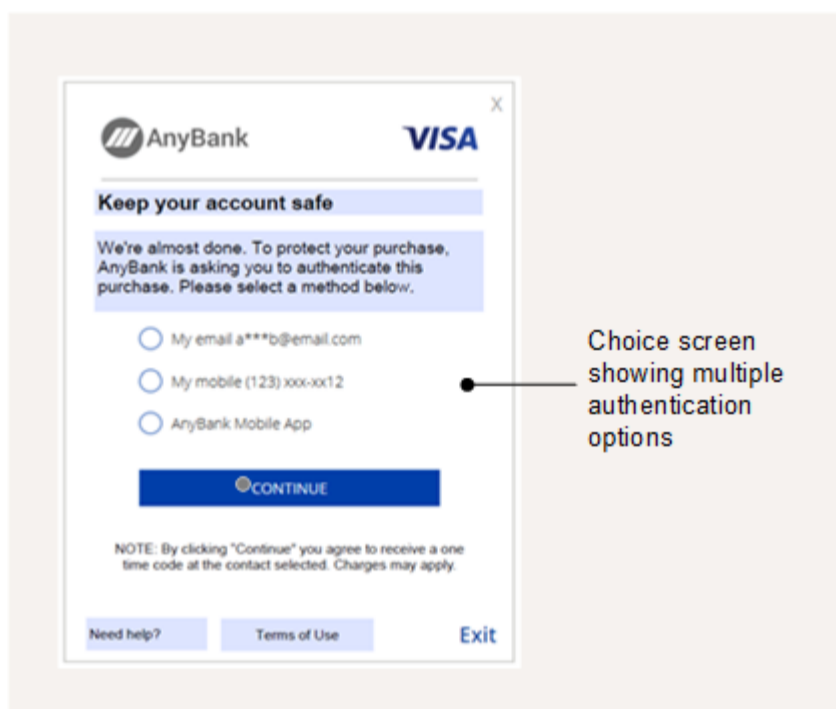 X
AnyBank
VISA
Keep your account safe
We're almost done. To protect your purchase,
AnyBank is asking you to authenticate this
purchase. Please select a method below.
My email a***b@email.com
My mobile (123) xxx-xx12
AnyBank Mobile App
CONTINUE
NOTE: By clicking "Continue" you agree to receive a one
time code at the contact selected. Charges may apply.
Need help?
Terms of Use
Exit
Choice screen
showing multiple
authentication
options